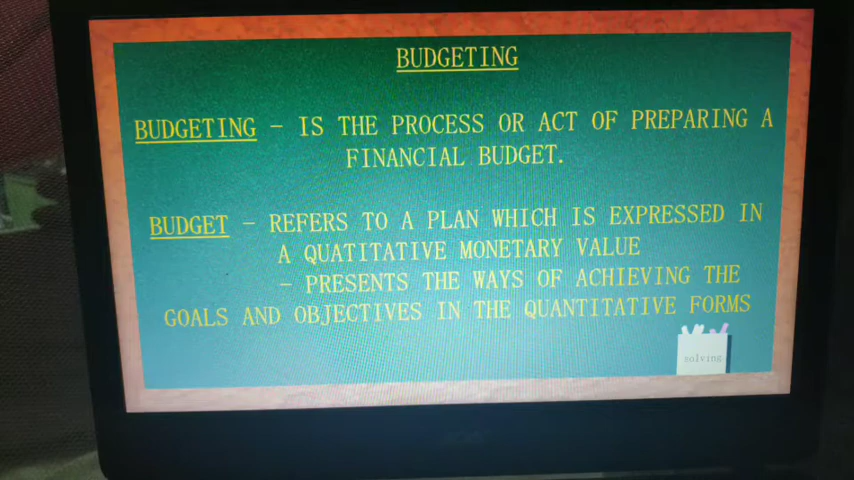 BUDGETING
BUDGETING - IS THE PROCESS OR ACT OF PREPARING A
FINANCIAL BUDGET.
BUDGET - REFERS TO A PLAN WHICH IS EXPRESSED IN
A QUATITATIVE MONETARY VALUE
- PRESENTS THE WAYS OF ACHIEVING THE
GOALS AND OBJECTIVES IN THE QUANTITATIVE FORMS
solving